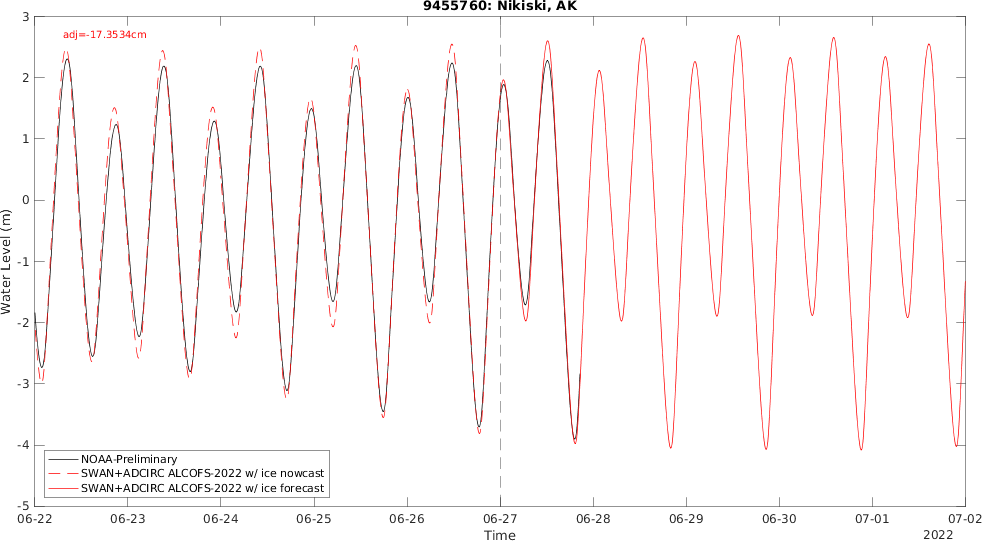 9455760: Nikiski, AK
adj=-17.3534cm
3
2
1
0
-1
-2
-3
-4
-5
Water Level (m)
NOAA-Preliminary
SWAN+ADCIRC ALCOFS-2022 w/ ice nowcast
SWAN+ADCIRC ALCOFS-2022 w/ ice forecast
06-22 06-23 06-24 06-25 06-26 06-27 06-28 06-29 06-30 07-01 07-02
Time
2022